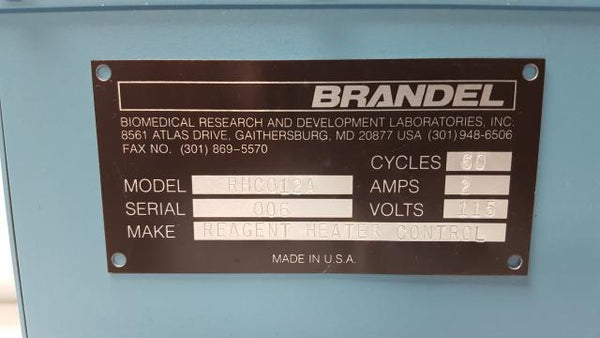 BRANDEL
BIOMEDICAL RESEARCH AND DEVELOPMENT LABORATORIES, INC.
8561 ATLAS DRIVE, GAITHERSBURG, MD 20877 USA (301) 948-6506
FAX NO. (301) 869-5570
CYCLES 60
MODEL RHC012A AMPS 2
SERIAL 006 VOLTS 115
MAKE REAGENT HEATER CONTROL
MADE IN U.S.A.